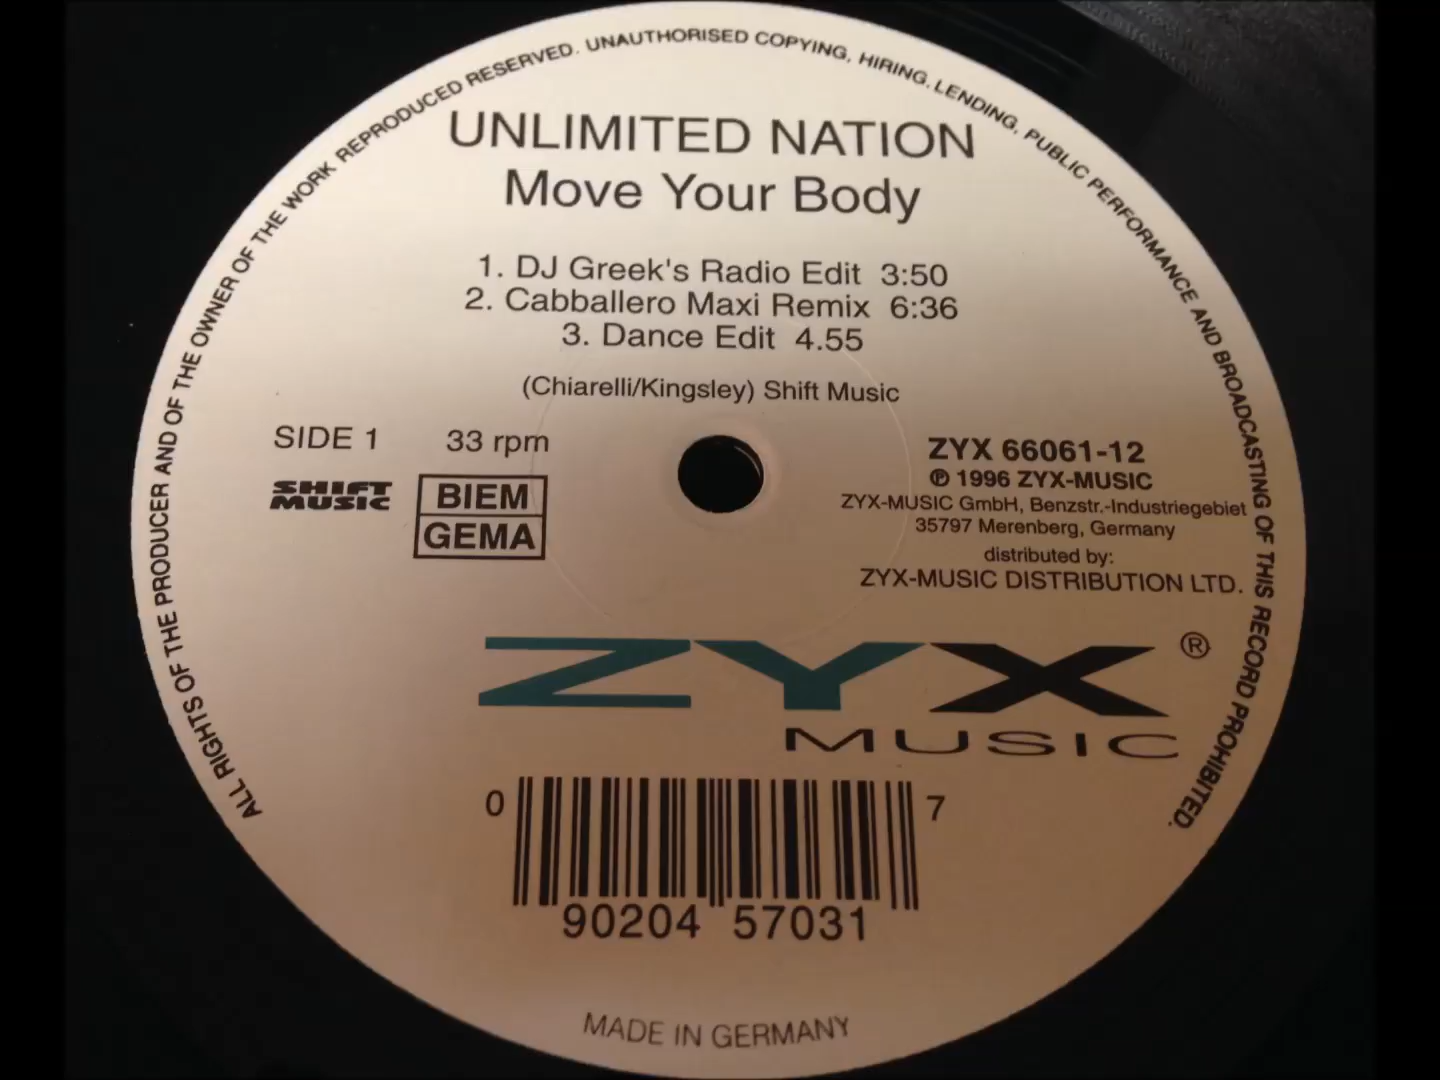 ALL RIGHTS OF THE PRODUCER AND OF THE OWNER OF THE WORK REPRODUCED RESERVED. UNAUTHORISED COPYING, HIRING, LENDING, PUBLIC PERFORMANCE AND BROADCASTING OF THIS RECORD PROHIBITED.
UNLIMITED NATION
Move Your Body
1. DJ Greek's Radio Edit 3:50
2. Cabballero Maxi Remix 6:36
3. Dance Edit 4.55
(Chiarelli/Kingsley) Shift Music
SIDE 1 33 rpm
SHIFT
MUSIC
BIEM
GEMA
ZYX 66061-12
℗ 1996 ZYX-MUSIC
ZYX-MUSIC GmbH, Benzstr.-Industriegebiet
35797 Merenberg, Germany
distributed by:
ZYX-MUSIC DISTRIBUTION LTD.
ZYX®
MUSIC
0 90204 57031 7
MADE IN GERMANY